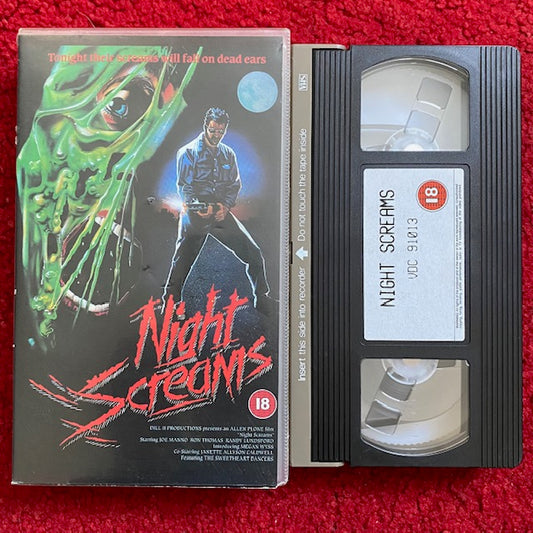 Tonight their screams will fall on dead ears
Night
Screams
18
DILL II PRODUCTIONS presents an ALLEN PLONE film
"Night Screams"
Starring JOE MANNO RON THOMAS RANDY LUNDSFORD
Introducing MEGAN WYSS
Co-Starring JANETTE ALLYSON CALDWELL
Featuring THE SWEETHEART DANCERS
VHS
Insert this side into recorder
Do not touch the tape inside
NIGHT SCREAMS
VDC 91013
18